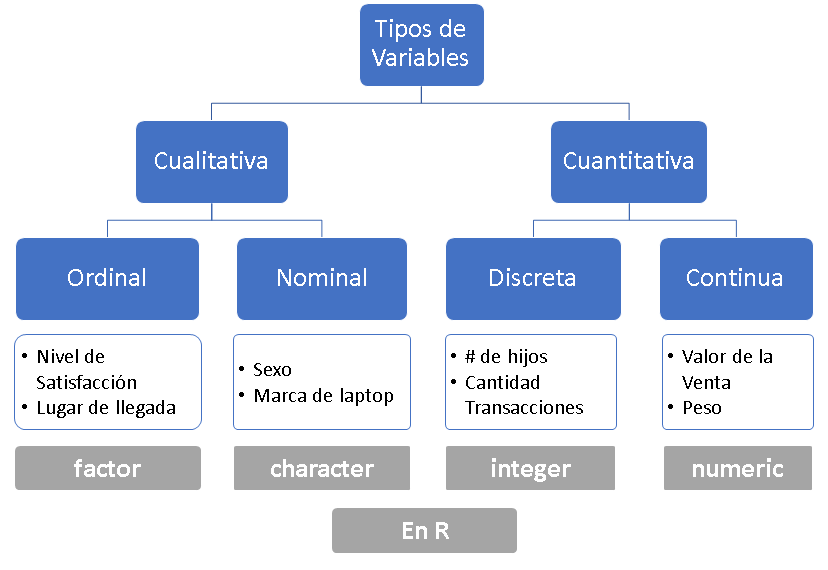 Tipos de
Variables
Cualitativa
Cuantitativa
Ordinal
Nominal
Discreta
Continua
• Nivel de
Satisfacción
• Lugar de llegada
• Sexo
• Marca de laptop
• # de hijos
• Cantidad
Transacciones
• Valor de la
Venta
• Peso
factor
character
integer
numeric
En R